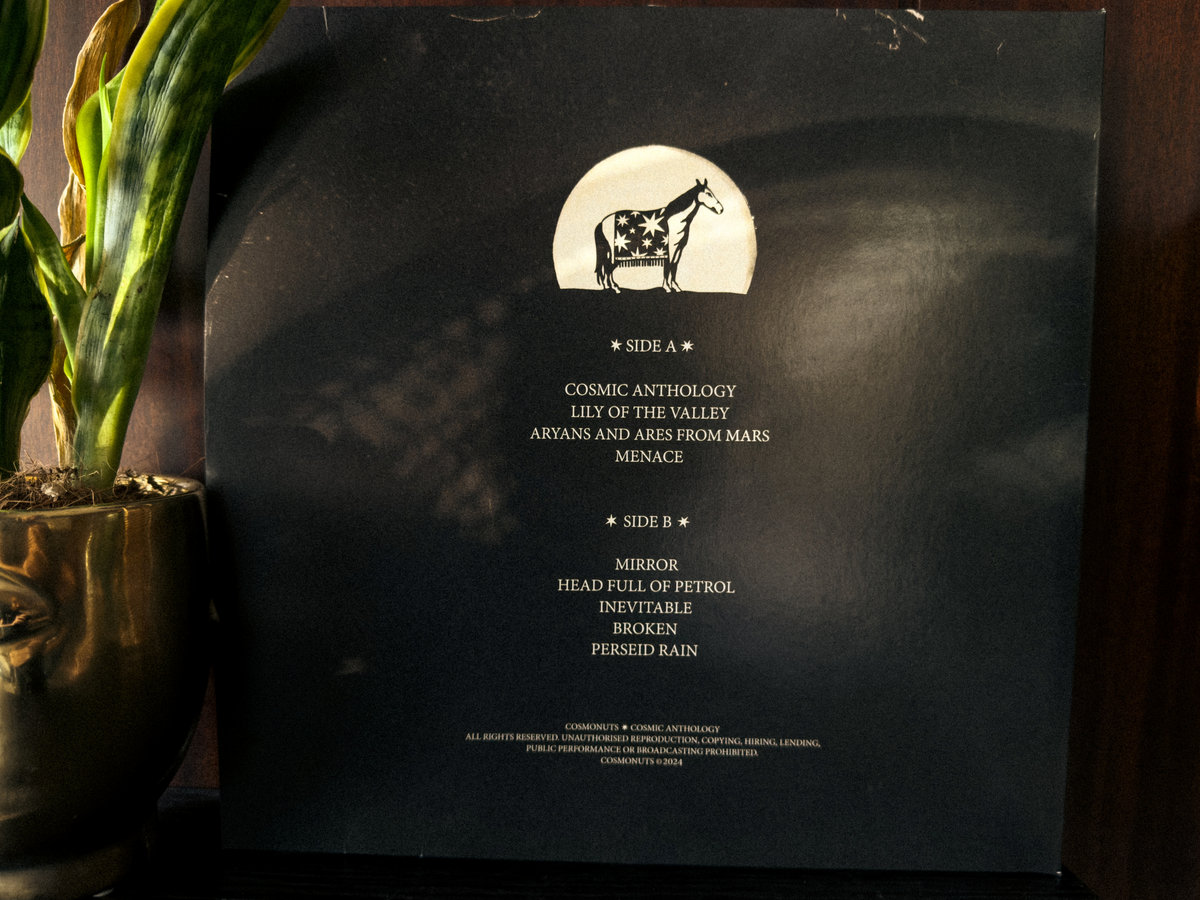 ✶ SIDE A ✶
COSMIC ANTHOLOGY
LILY OF THE VALLEY
ARYANS AND ARES FROM MARS
MENACE
✶ SIDE B ✶
MIRROR
HEAD FULL OF PETROL
INEVITABLE
BROKEN
PERSEID RAIN
COSMONUTS ✶ COSMIC ANTHOLOGY
ALL RIGHTS RESERVED. UNAUTHORISED REPRODUCTION, COPYING, HIRING, LENDING,
PUBLIC PERFORMANCE OR BROADCASTING PROHIBITED.
COSMONUTS ©2024